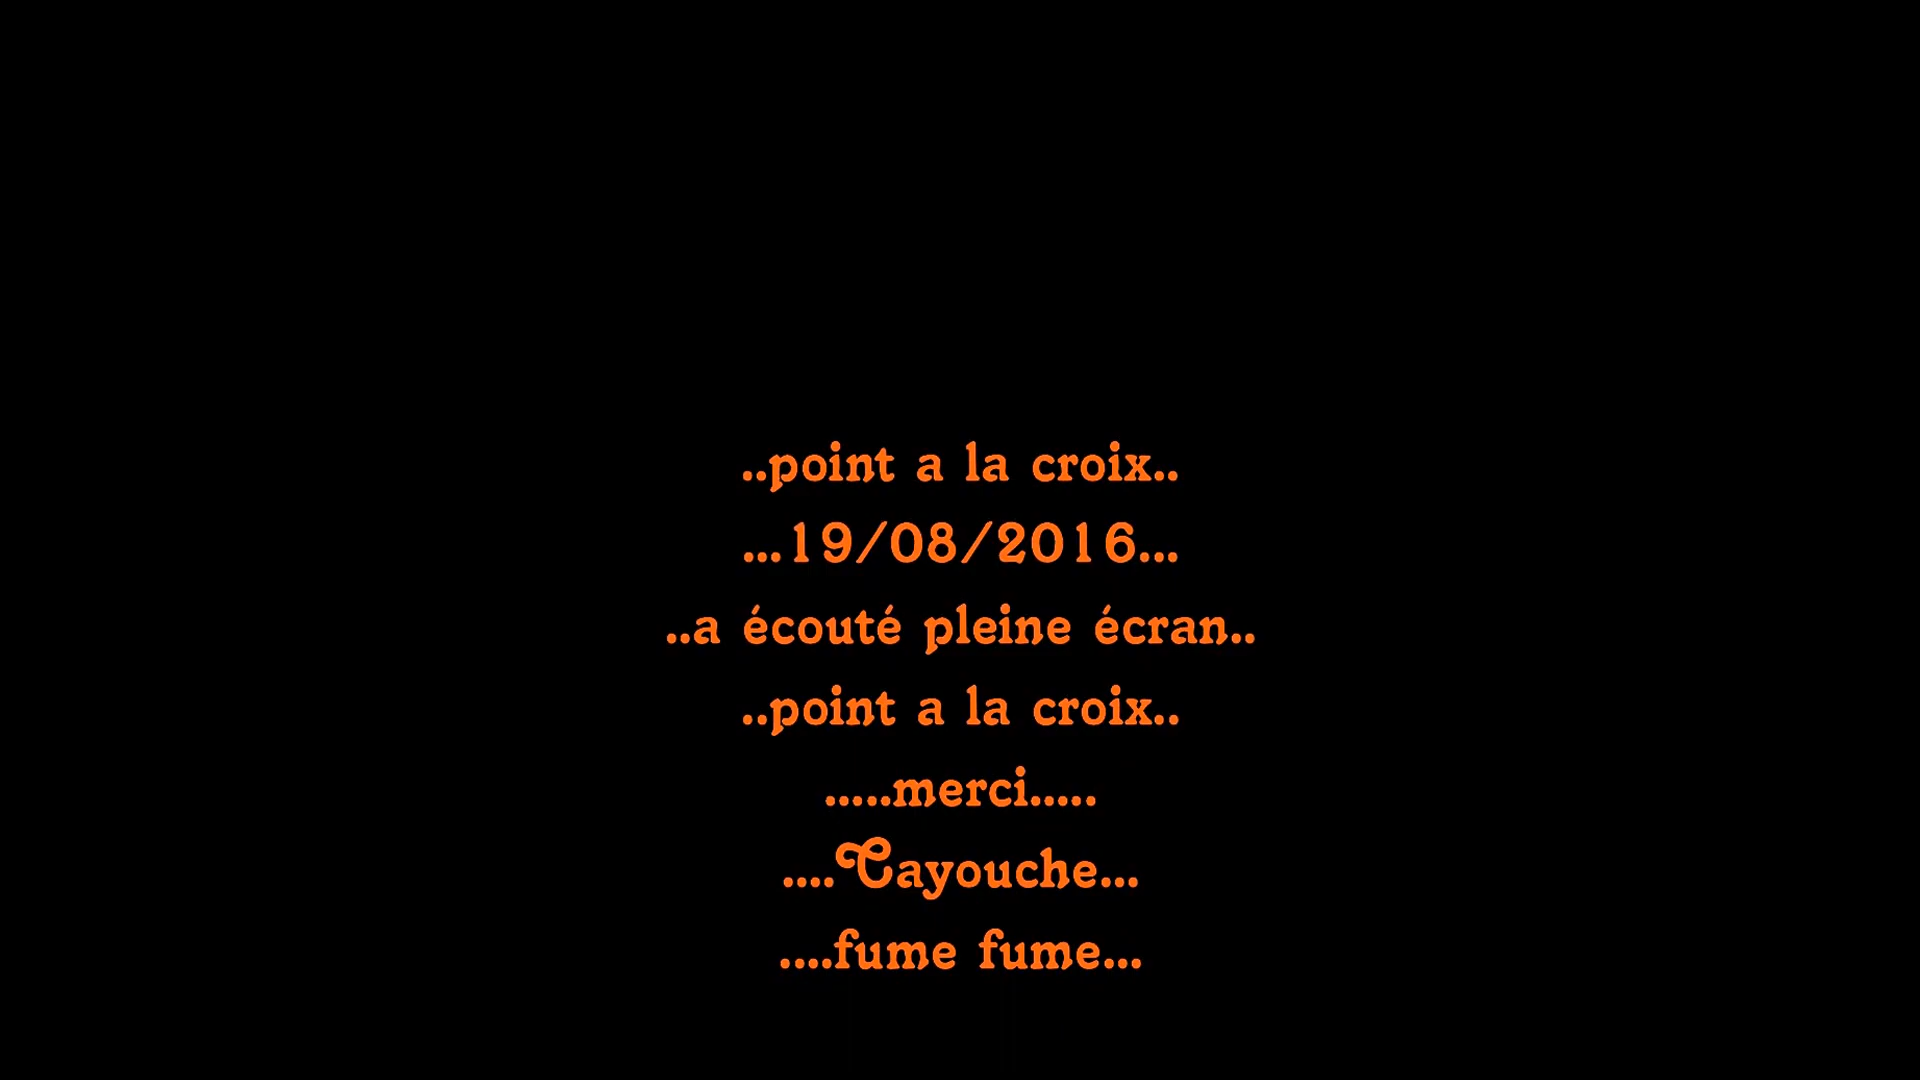 ..point a la croix..
...19/08/2016...
..a écouté pleine écran..
..point a la croix..
.....merci.....
....Cayouche...
....fume fume...